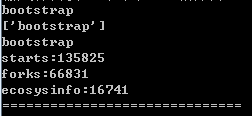 bootstrap
['bootstrap']
bootstrap
starts:135825
forks:66831
ecosysinfo:16741
==============================